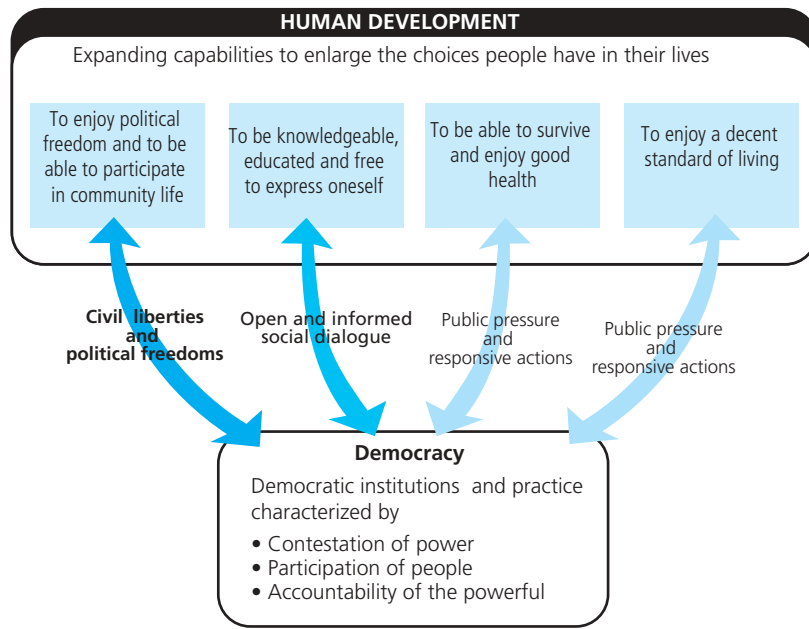 HUMAN DEVELOPMENT
Expanding capabilities to enlarge the choices people have in their lives
To enjoy political
freedom and to be
able to participate
in community life
To be knowledgeable,
educated and free
to express oneself
To be able to survive
and enjoy good
health
To enjoy a decent
standard of living
Civil liberties
and
political freedoms
Open and informed
social dialogue
Public pressure
and
responsive actions
Public pressure
and
responsive actions
Democracy
Democratic institutions and practice
characterized by
• Contestation of power
• Participation of people
• Accountability of the powerful